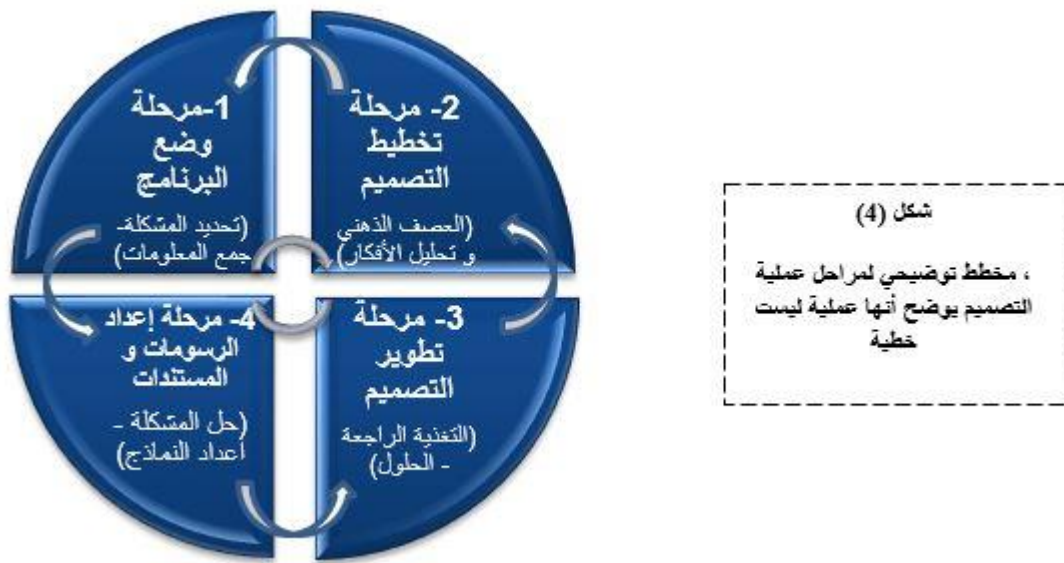 1-مرحلة
وضع
البرنامج
(تحديد المشكلة-
جمع المعلومات)
2- مرحلة
تخطيط
التصميم
(العصف الذهني
و تحليل الأفكار)
3- مرحلة
تطوير
التصميم
(التغذية الراجعة
- الحلول)
4- مرحلة إعداد
الرسومات و
المستندات
(حل المشكلة -
أعداد النماذج)
شكل (4)
، مخطط توضيحي لمراحل عملية
التصميم يوضح أنها عملية ليست
خطية